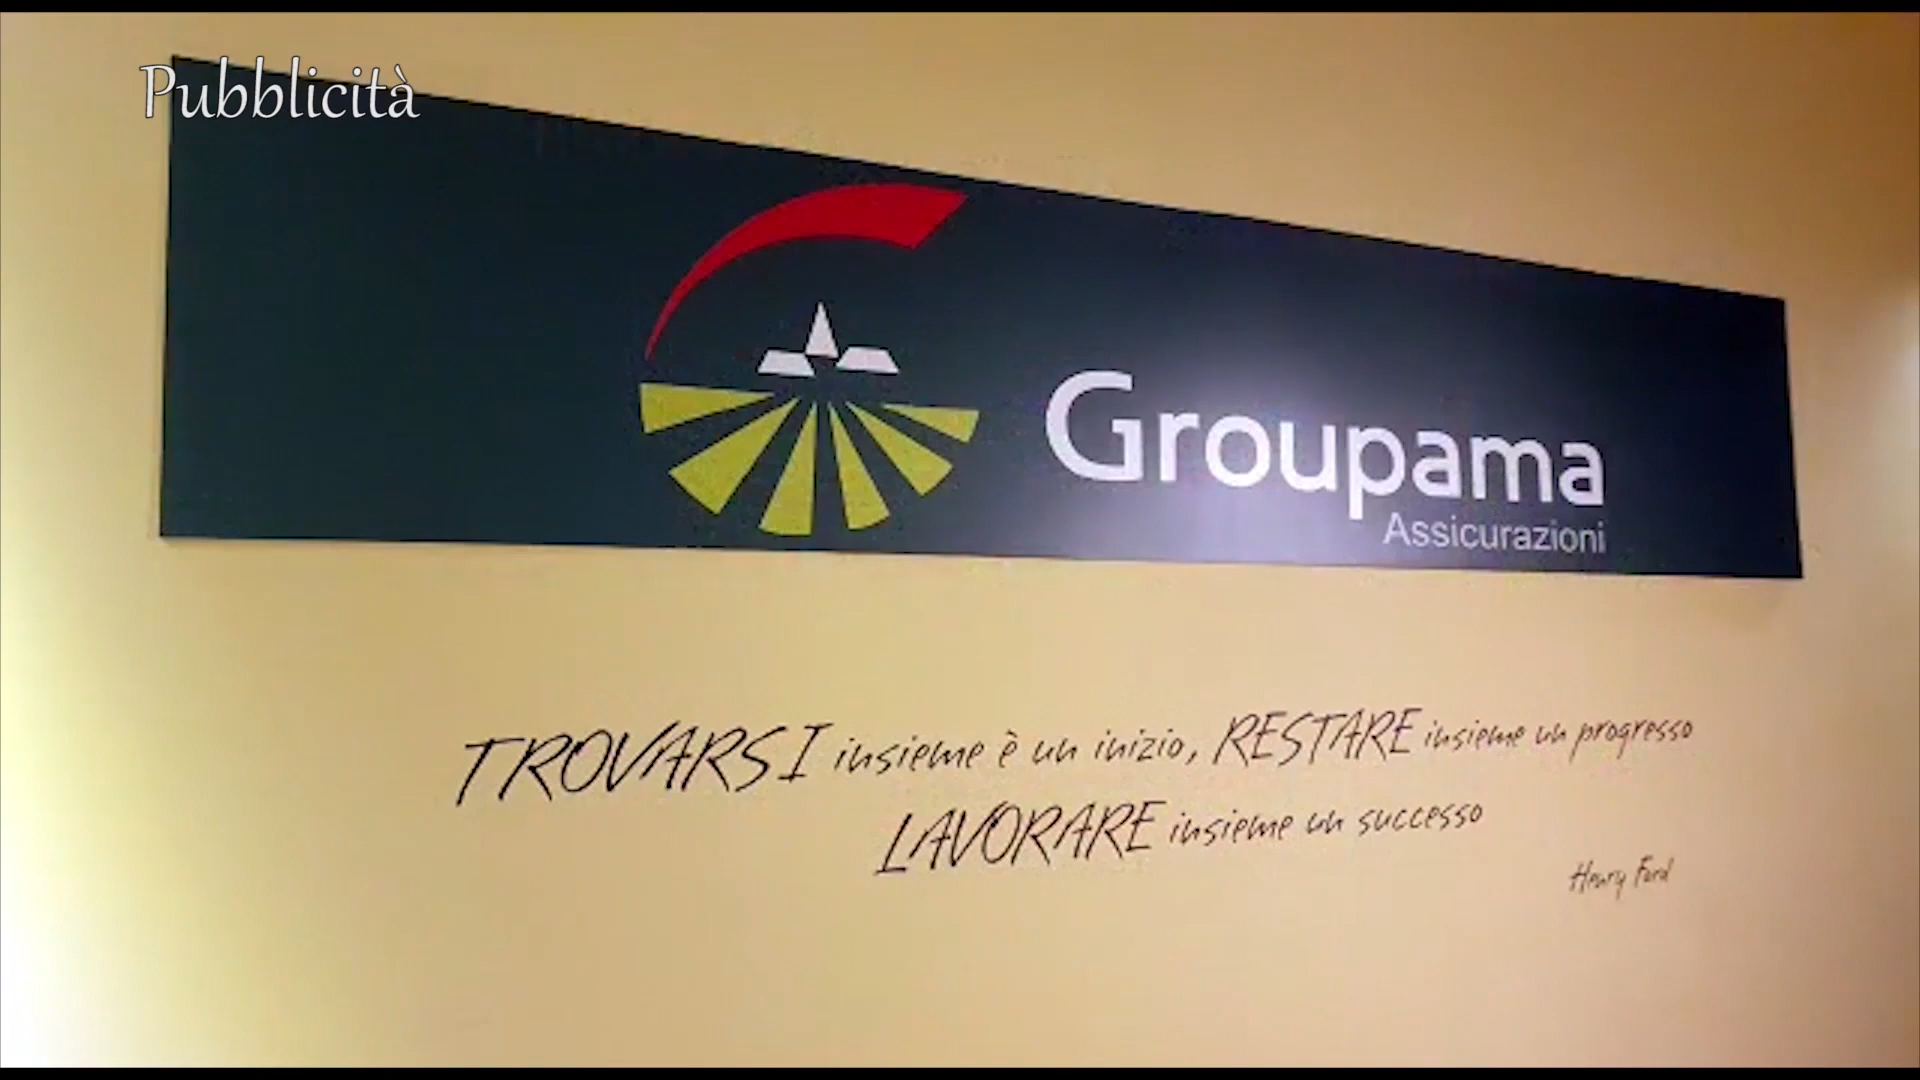 Pubblicità
Groupama
Assicurazioni
TROVARSI insieme è un inizio, RESTARE insieme un progresso
LAVORARE insieme un successo
Henry Ford